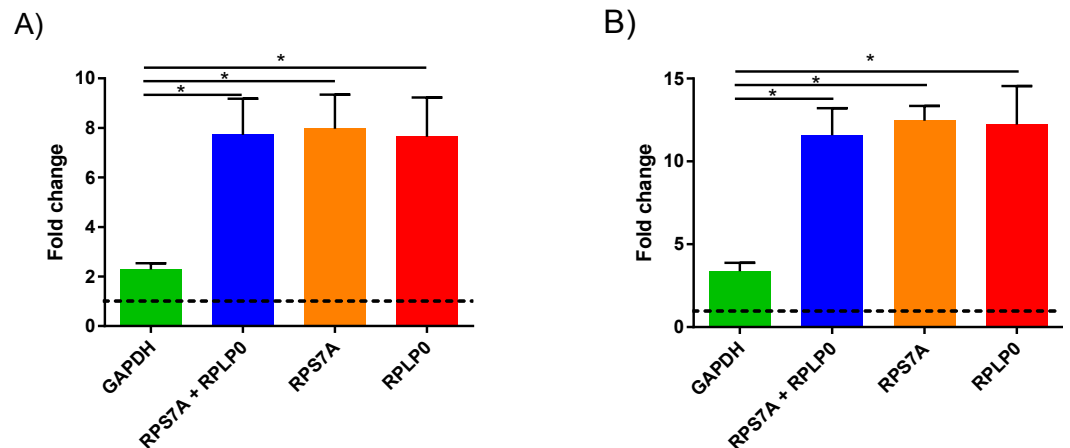 A)
*
*
*
Fold change
10
8
6
4
2
0
GAPDH
RPS7A + RPLP0
RPS7A
RPLP0
B)
*
*
*
Fold change
15
10
5
0
GAPDH
RPS7A + RPLP0
RPS7A
RPLP0